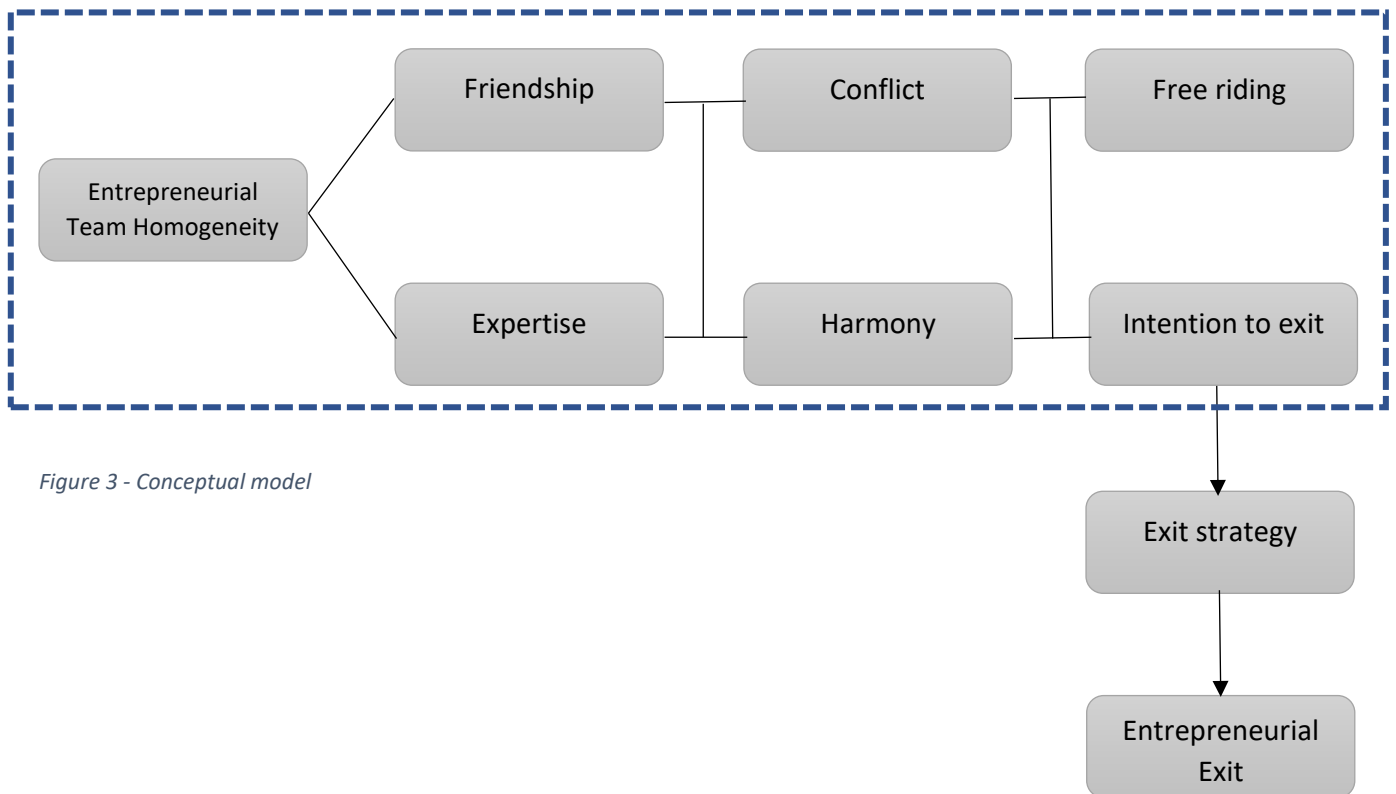 Friendship
Conflict
Free riding
Entrepreneurial
Team Homogeneity
Expertise
Harmony
Intention to exit
Figure 3 - Conceptual model
Exit strategy
Entrepreneurial
Exit